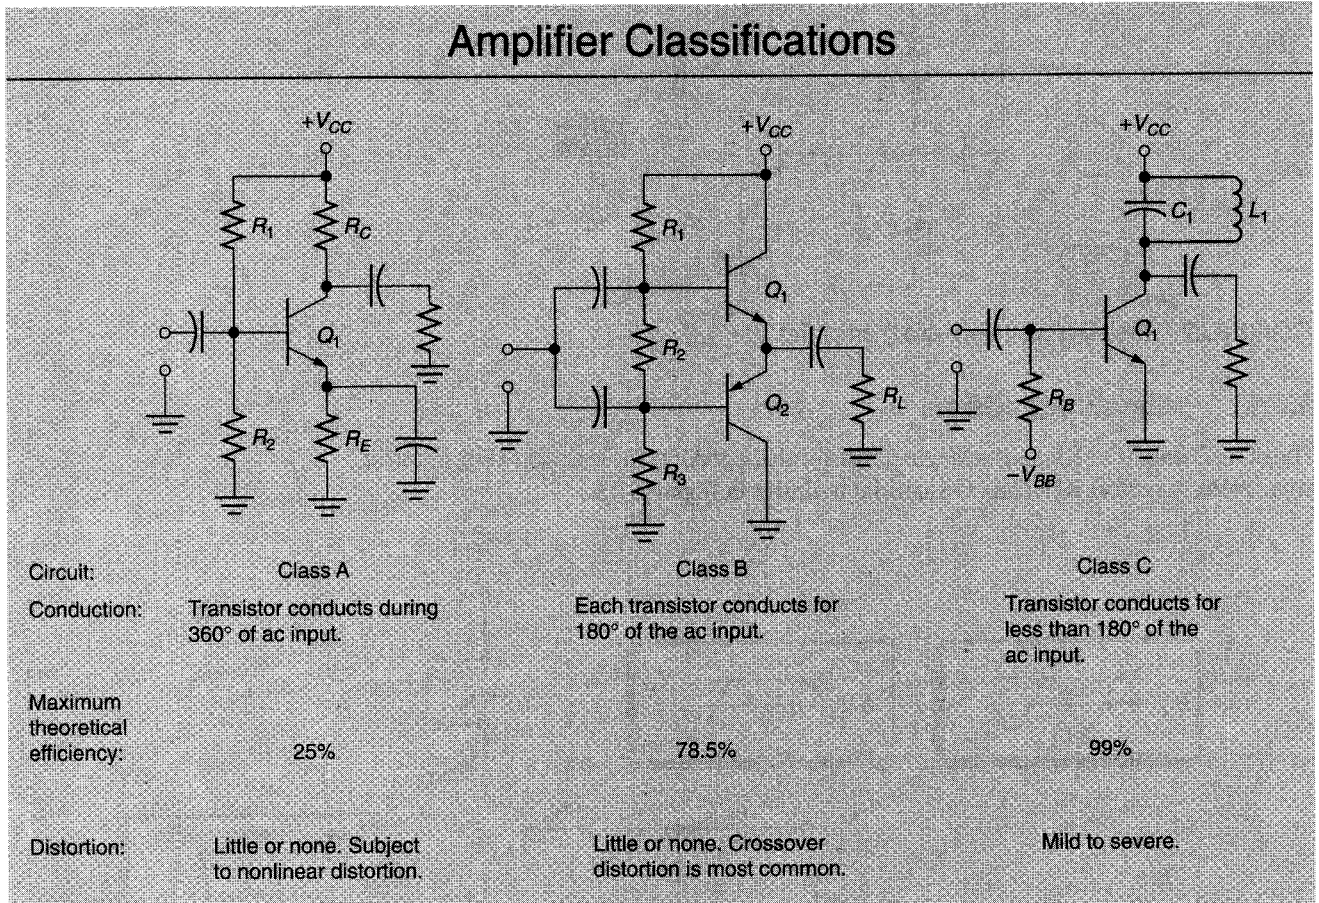 Amplifier Classifications
+VCC
R1
RC
Q1
R2
RE
+VCC
R1
Q1
R2
Q2
RL
R3
+VCC
C1
L1
Q1
RB
−VBB
Circuit:
Class A
Class B
Class C
Conduction:
Transistor conducts during
360° of ac input.
Each transistor conducts for
180° of the ac input.
Transistor conducts for
less than 180° of the
ac input.
Maximum
theoretical
efficiency:
25%
78.5%
99%
Distortion:
Little or none. Subject
to nonlinear distortion.
Little or none. Crossover
distortion is most common.
Mild to severe.